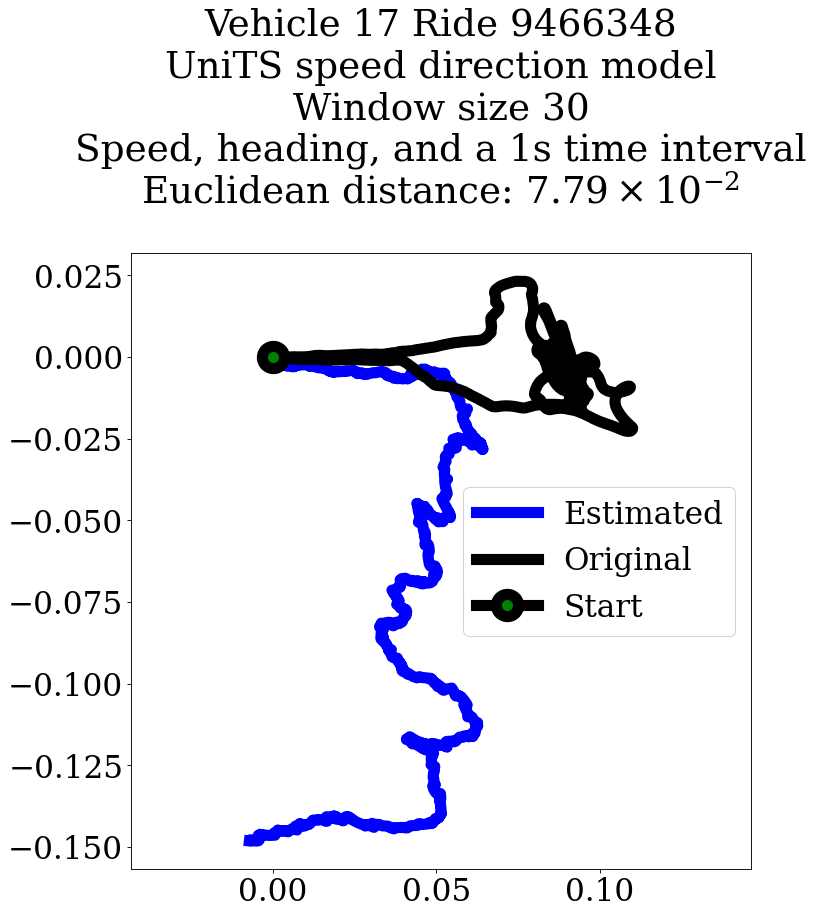 Vehicle 17 Ride 9466348
UniTS speed direction model
Window size 30
Speed, heading, and a 1s time interval
Euclidean distance: 7.79 × 10⁻²
0.025
0.000
−0.025
−0.050
−0.075
−0.100
−0.125
−0.150
Estimated
Original
Start
0.00 0.05 0.10